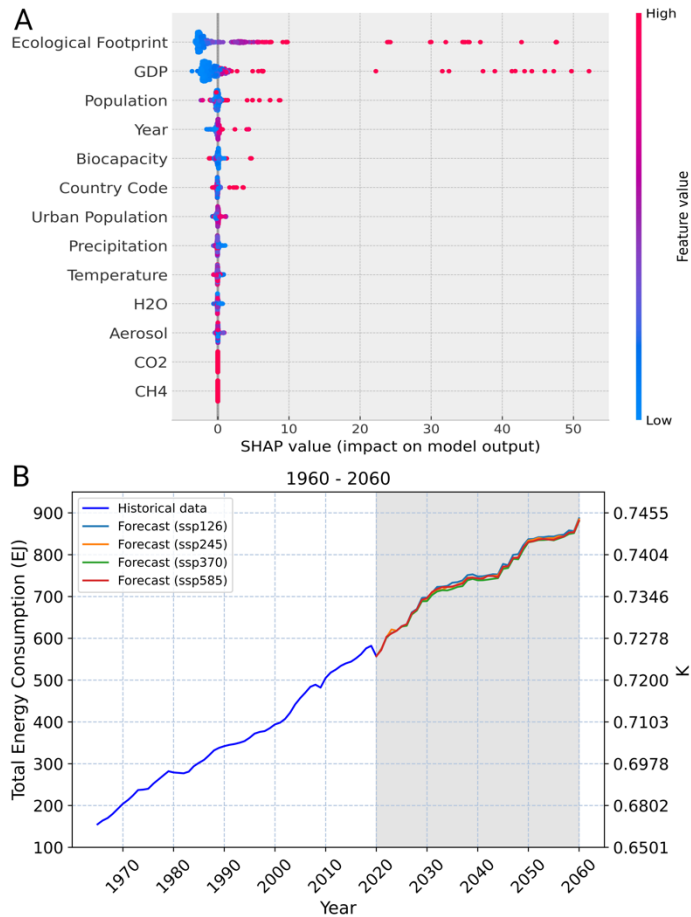 A
Ecological Footprint
GDP
Population
Year
Biocapacity
Country Code
Urban Population
Precipitation
Temperature
H2O
Aerosol
CO2
CH4
0 10 20 30 40 50
SHAP value (impact on model output)
High
Feature value
Low
B
1960 - 2060
Historical data
Forecast (ssp126)
Forecast (ssp245)
Forecast (ssp370)
Forecast (ssp585)
Total Energy Consumption (EJ)
900
800
700
600
500
400
300
200
100
0.7455
0.7404
0.7346
0.7278
0.7200
0.7103
0.6978
0.6802
0.6501
K
1970 1980 1990 2000 2010 2020 2030 2040 2050 2060
Year